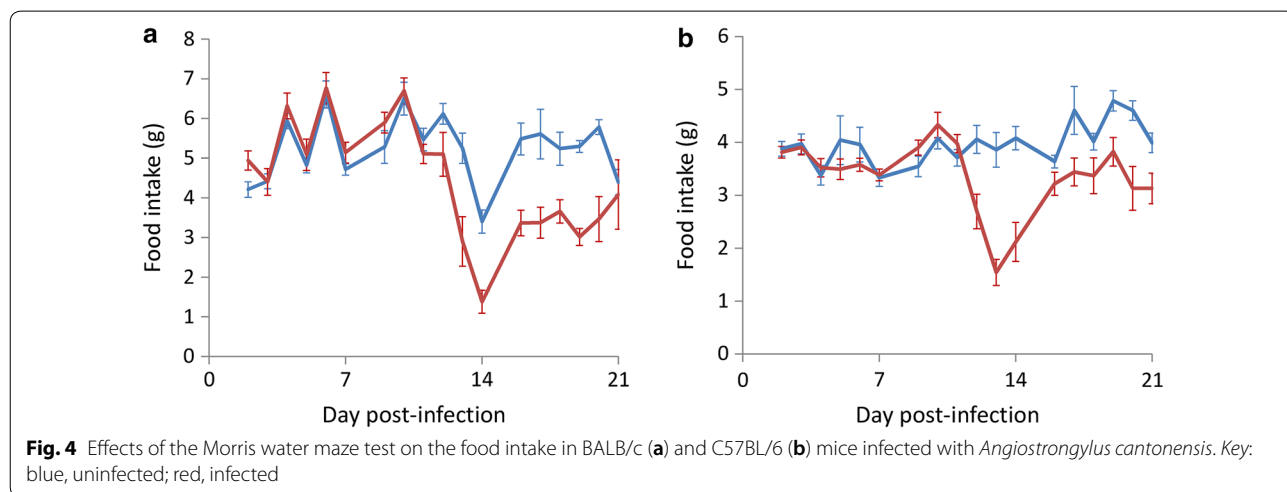 a
8
7
6
5
4
3
2
1
0
Food intake (g)
0 7 14 21
Day post-infection
b
6
5
4
3
2
1
0
Food intake (g)
0 7 14 21
Day post-infection
Fig. 4 Effects of the Morris water maze test on the food intake in BALB/c (a) and C57BL/6 (b) mice infected with Angiostrongylus cantonensis. Key:
blue, uninfected; red, infected